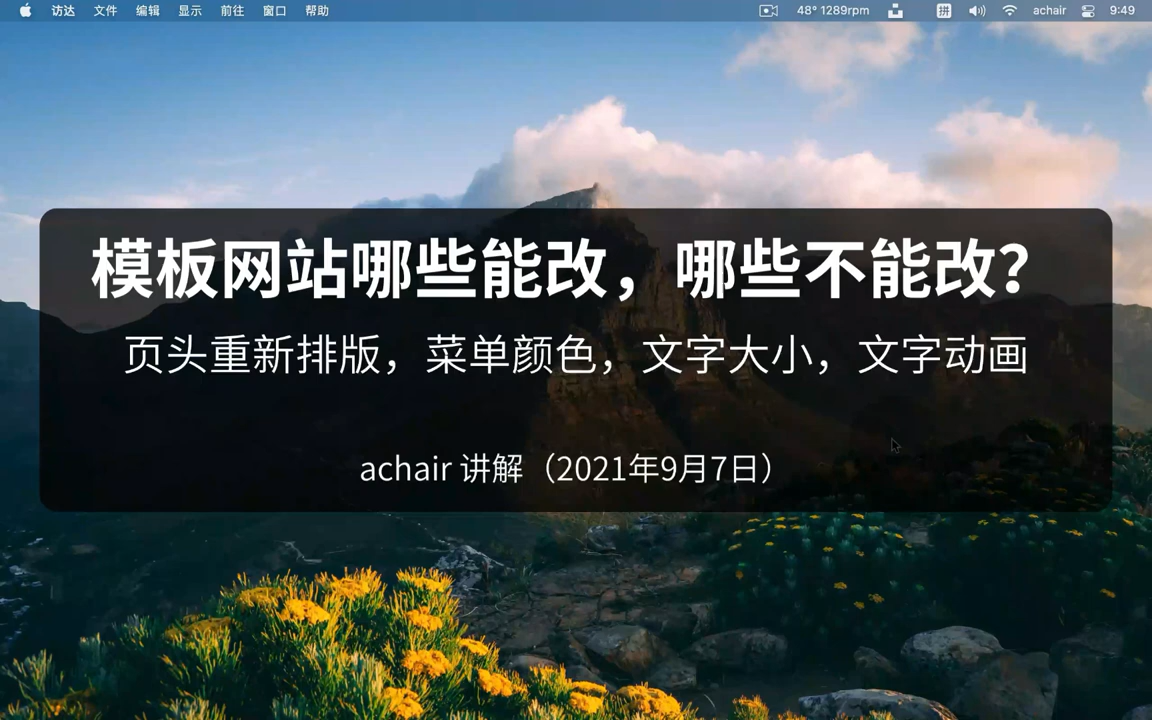 访达 文件 编辑 显示 前往 窗口 帮助 48° 1289rpm 拼 achair 9:49
模板网站哪些能改，哪些不能改？
页头重新排版，菜单颜色，文字大小，文字动画
achair 讲解（2021年9月7日）